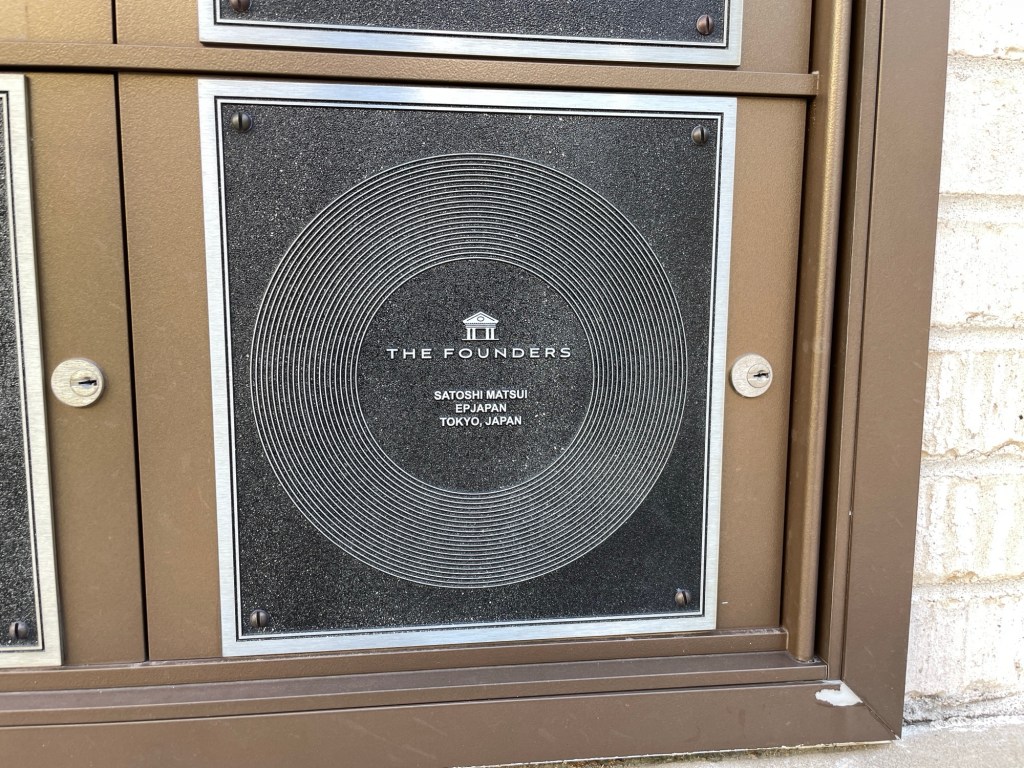 THE FOUNDERS
SATOSHI MATSUI
EPJAPAN
TOKYO, JAPAN